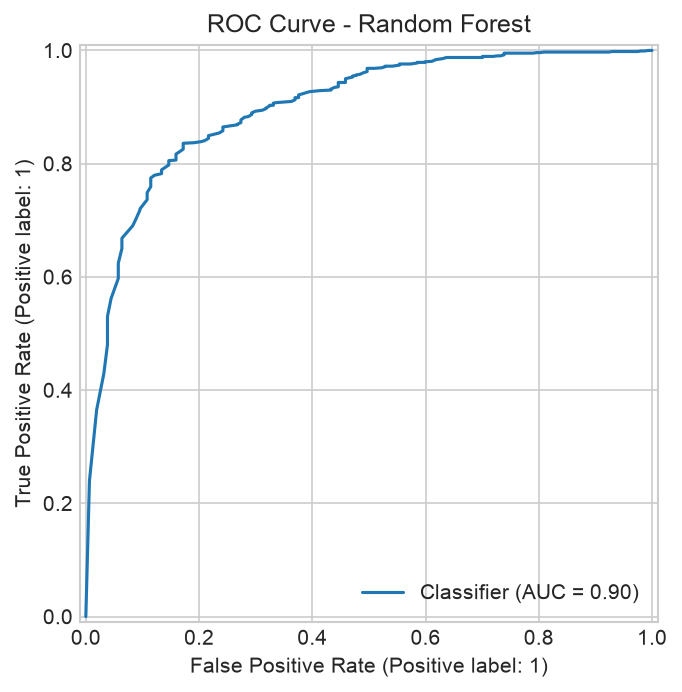 ROC Curve - Random Forest
True Positive Rate (Positive label: 1)
1.0
0.8
0.6
0.4
0.2
0.0
Classifier (AUC = 0.90)
0.0 0.2 0.4 0.6 0.8 1.0
False Positive Rate (Positive label: 1)